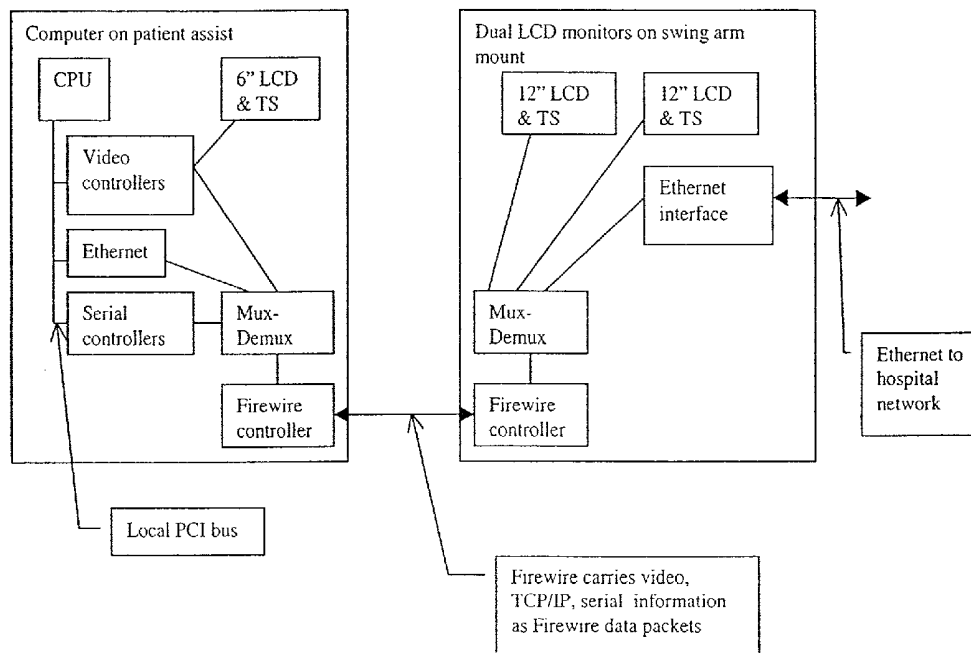 Computer on patient assist
CPU
6” LCD
& TS
Video
controllers
Ethernet
Serial
controllers
Mux-
Demux
Firewire
controller
Dual LCD monitors on swing arm
mount
12” LCD
& TS
12” LCD
& TS
Ethernet
interface
Mux-
Demux
Firewire
controller
Ethernet to
hospital
network
Local PCI bus
Firewire carries video,
TCP/IP, serial information
as Firewire data packets